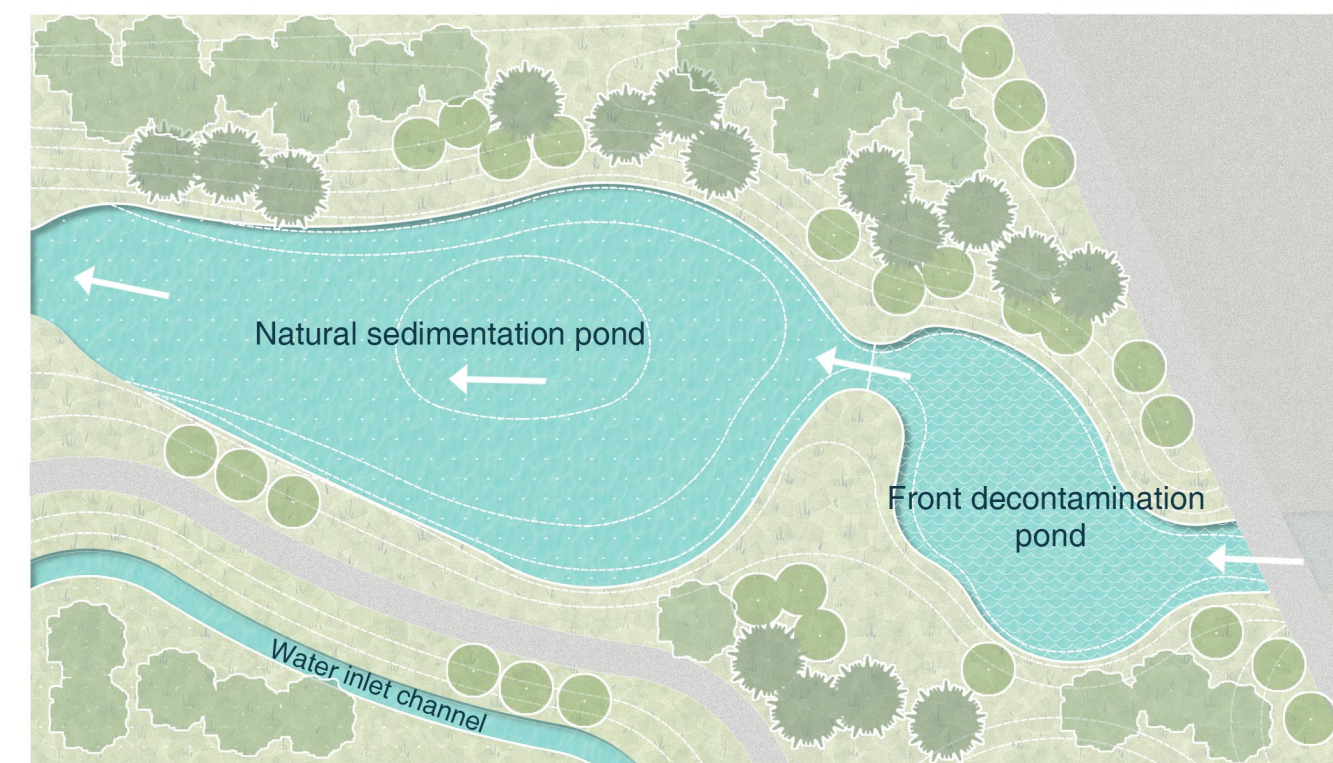 Natural sedimentation pond
Front decontamination
pond
Water inlet channel